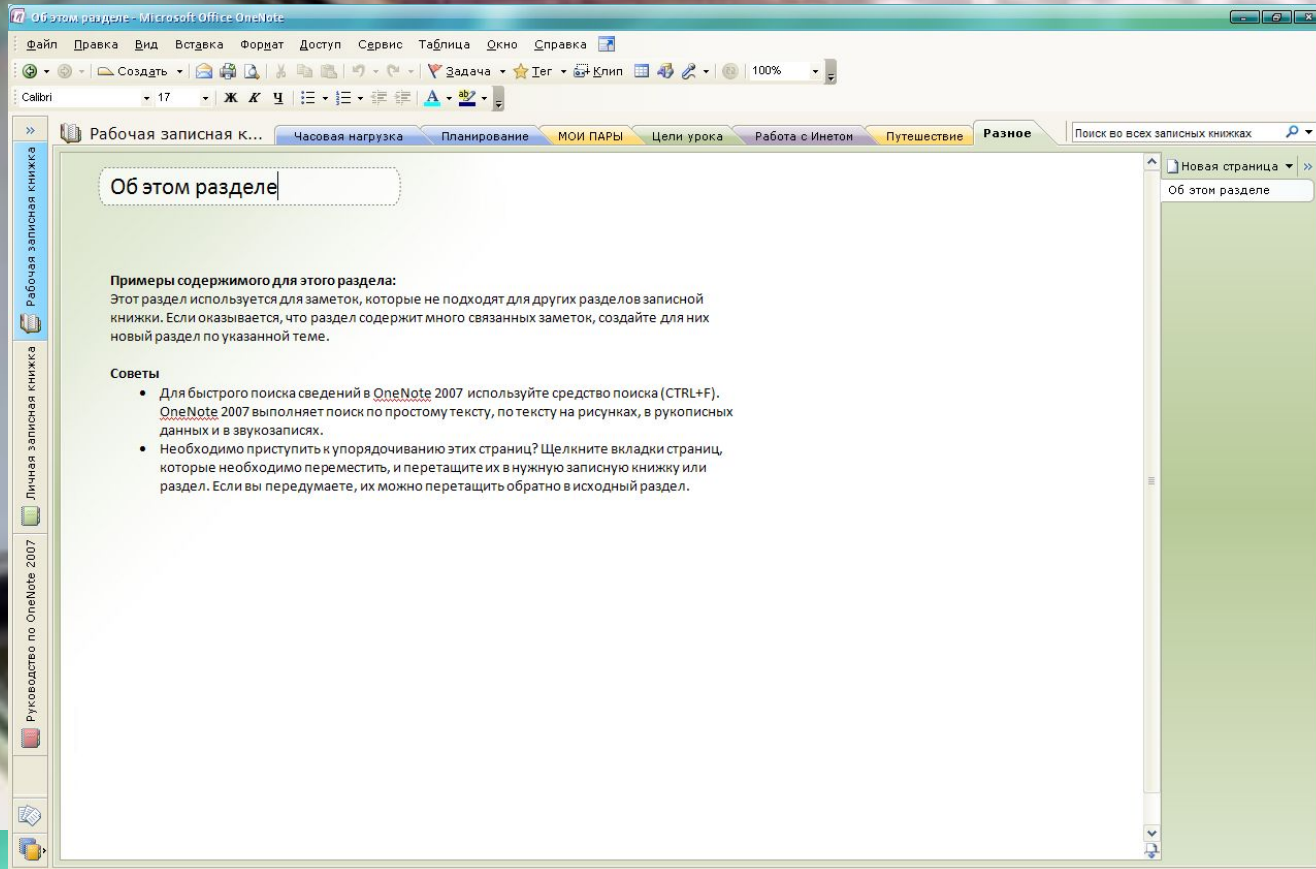 Об этом разделе - Microsoft Office OneNote
Файл Правка Вид Вставка Формат Доступ Сервис Таблица Окно Справка
Создать Задача Тег Клип 100%
Calibri 17 Ж К Ч
Рабочая записная к... Часовая нагрузка Планирование МОИ ПАРЫ Цели урока Работа с Инетом Путешествие Разное Поиск во всех записных книжках
Новая страница
Об этом разделе
Рабочая записная книжка
Личная записная книжка
Руководство по OneNote 2007
Об этом разделе
Примеры содержимого для этого раздела:
Этот раздел используется для заметок, которые не подходят для других разделов записной
книжки. Если оказывается, что раздел содержит много связанных заметок, создайте для них
новый раздел по указанной теме.
Советы
• Для быстрого поиска сведений в OneNote 2007 используйте средство поиска (CTRL+F).
OneNote 2007 выполняет поиск по простому тексту, по тексту на рисунках, в рукописных
данных и в звукозаписях.
• Необходимо приступить к упорядочиванию этих страниц? Щелкните вкладки страниц,
которые необходимо переместить, и перетащите их в нужную записную книжку или
раздел. Если вы передумаете, их можно перетащить обратно в исходный раздел.